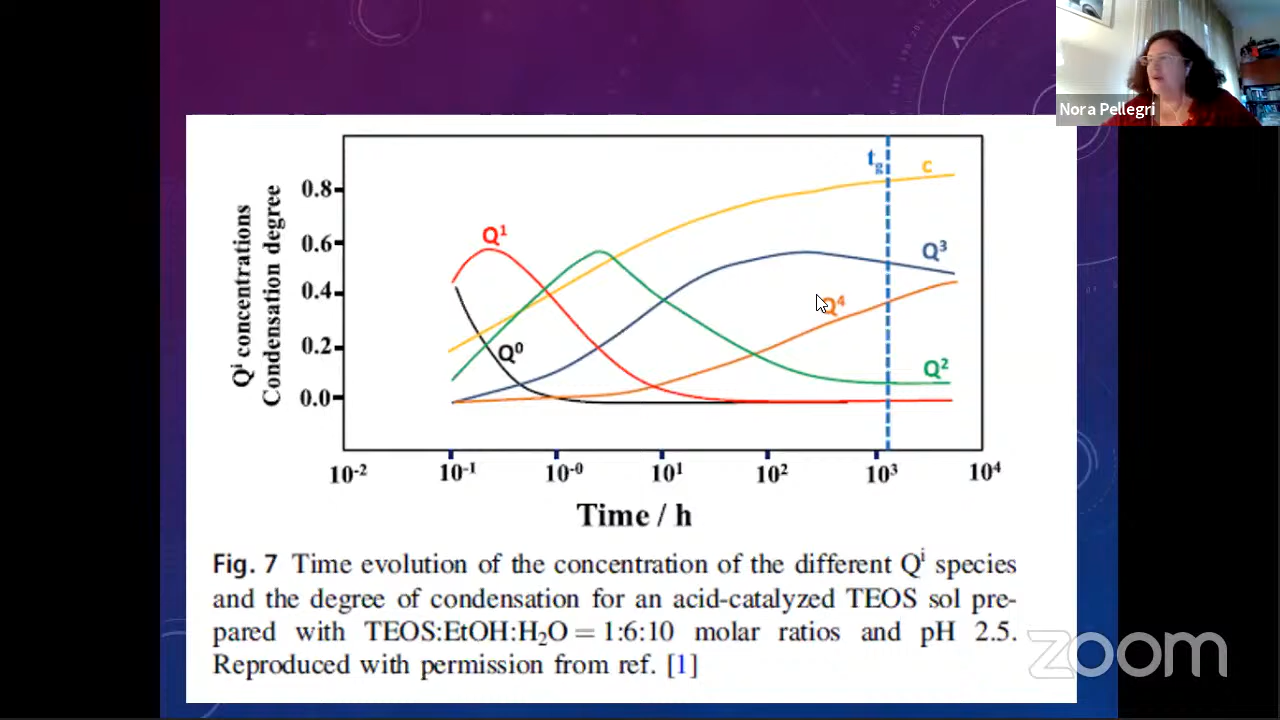 Nora Pellegri
t_g
c
0.8
Q¹
0.6
Q³
0.4
Q⁴
0.2
Q⁰
Q²
0.0
Qⁱ concentrations
Condensation degree
10⁻² 10⁻¹ 10⁻⁰ 10¹ 10² 10³ 10⁴
Time / h
Fig. 7 Time evolution of the concentration of the different Qⁱ species
and the degree of condensation for an acid-catalyzed TEOS sol pre-
pared with TEOS:EtOH:H₂O = 1:6:10 molar ratios and pH 2.5.
Reproduced with permission from ref. [1]
zoom